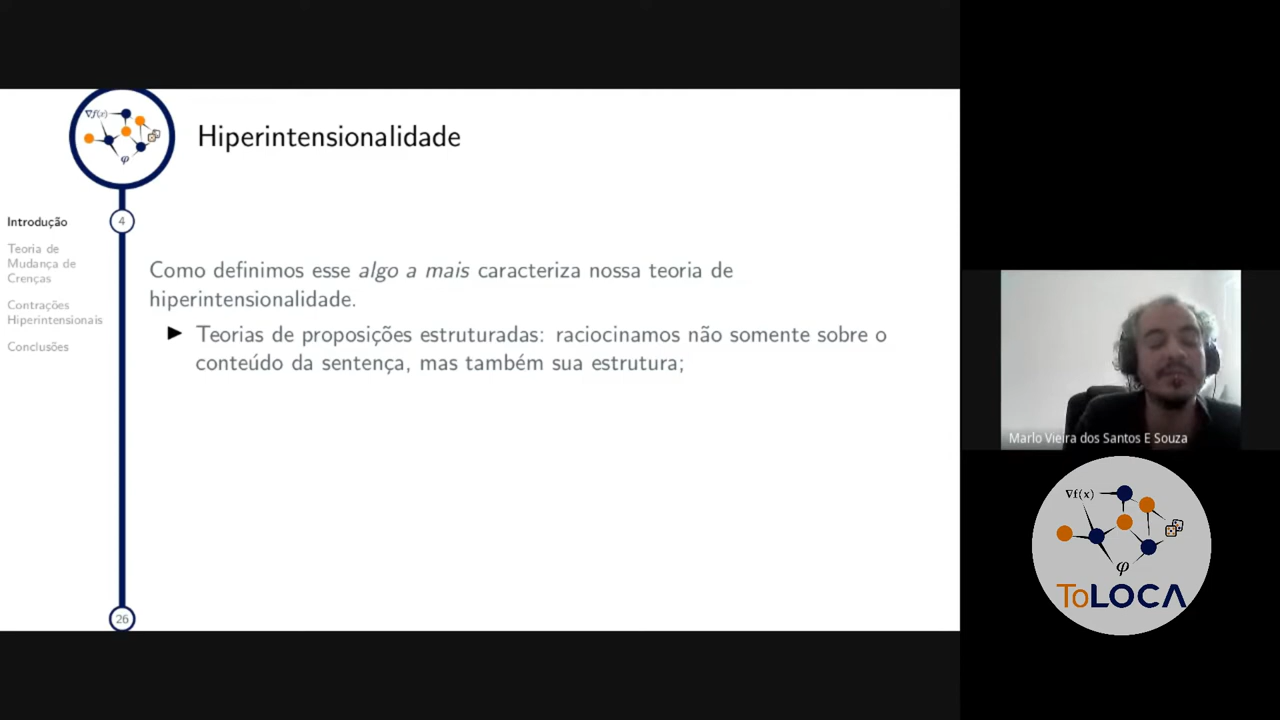 ∇f(x)
φ
Hiperintensionalidade
Introdução
4
Teoria de
Mudança de
Crenças
Contrações
Hiperintensionais
Conclusões
26
Como definimos esse algo a mais caracteriza nossa teoria de
hiperintensionalidade.
▶ Teorias de proposições estruturadas: raciocinamos não somente sobre o
conteúdo da sentença, mas também sua estrutura;
Marlo Vieira dos Santos E Souza
∇f(x)
φ
ToLOCA